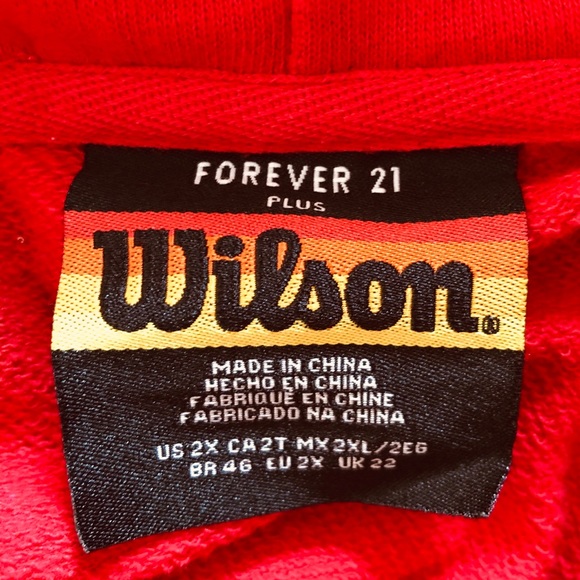 FOREVER 21
PLUS
Wilson.®
MADE IN CHINA
HECHO EN CHINA
FABRIQUÉ EN CHINE
FABRICADO NA CHINA
US 2X CA 2T MX 2XL/2EG
BR 46 EU 2X UK 22